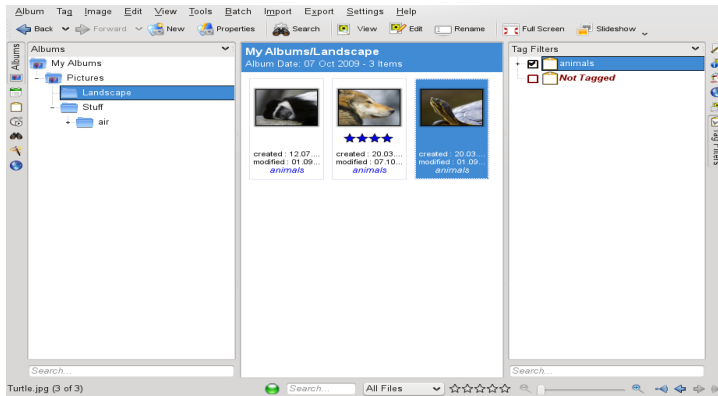 Album Tag Image Edit View Tools Batch Import Export Settings Help
Back Forward New Properties Search View Edit Rename Full Screen Slideshow
Albums
Albums
My Albums
Pictures
Landscape
Stuff
air
Search...
My Albums/Landscape
Album Date: 07 Oct 2009 - 3 Items
created : 12.07....
modified : 01.09...
animals
created : 20.03....
modified : 07.10...
animals
created : 20.03....
modified : 01.09...
animals
Tag Filters
animals
Not Tagged
Search...
Tag Filters
Turtle.jpg (3 of 3)
Search...
All Files